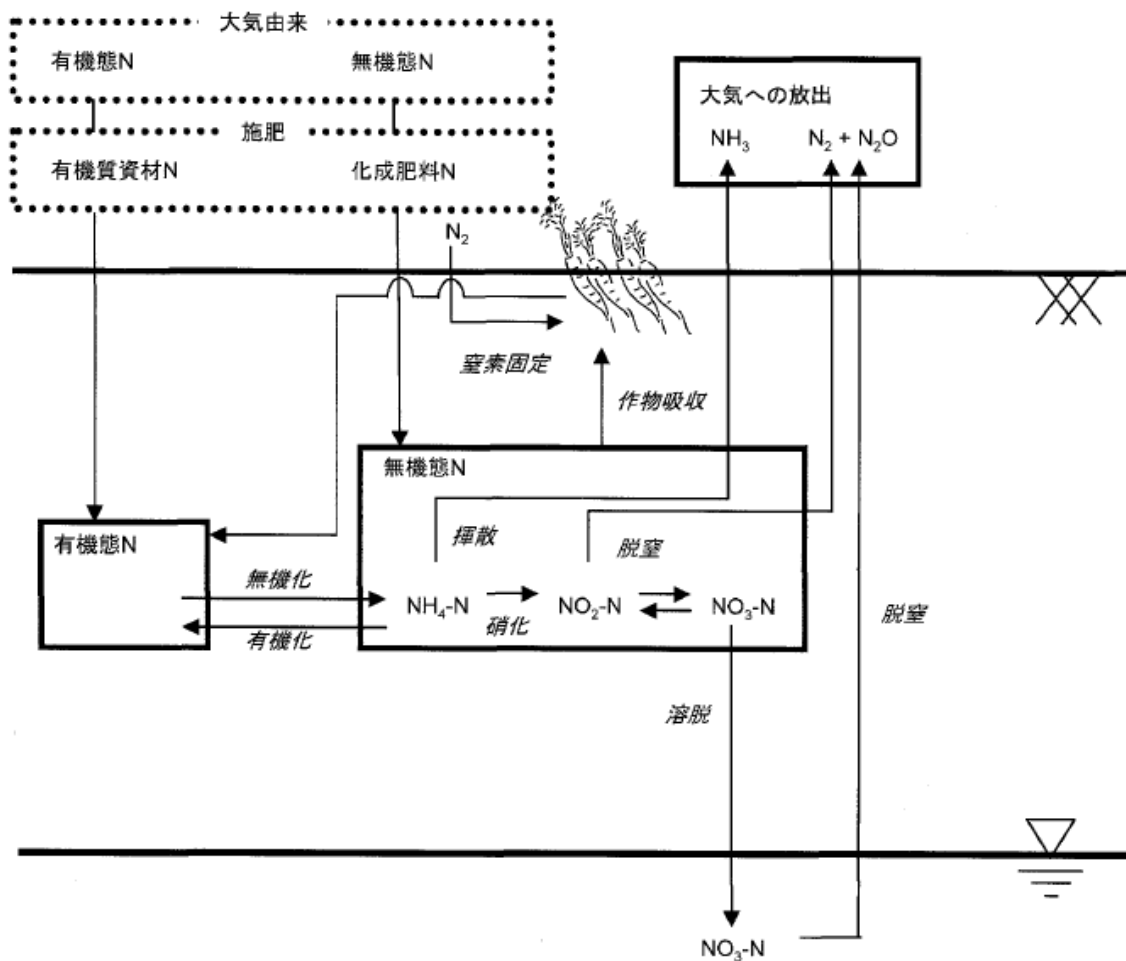 大気由来
有機態N
無機態N
施肥
有機質資材N
化成肥料N
大気への放出
NH₃
N₂ + N₂O
N₂
窒素固定
作物吸収
無機態N
有機態N
揮散
脱窒
無機化
NH₄-N
NO₂-N
NO₃-N
硝化
有機化
脱窒
溶脱
NO₃-N